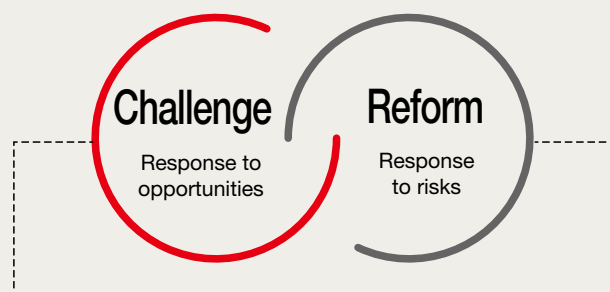 Challenge
Response to
opportunities
Reform
Response
to risks